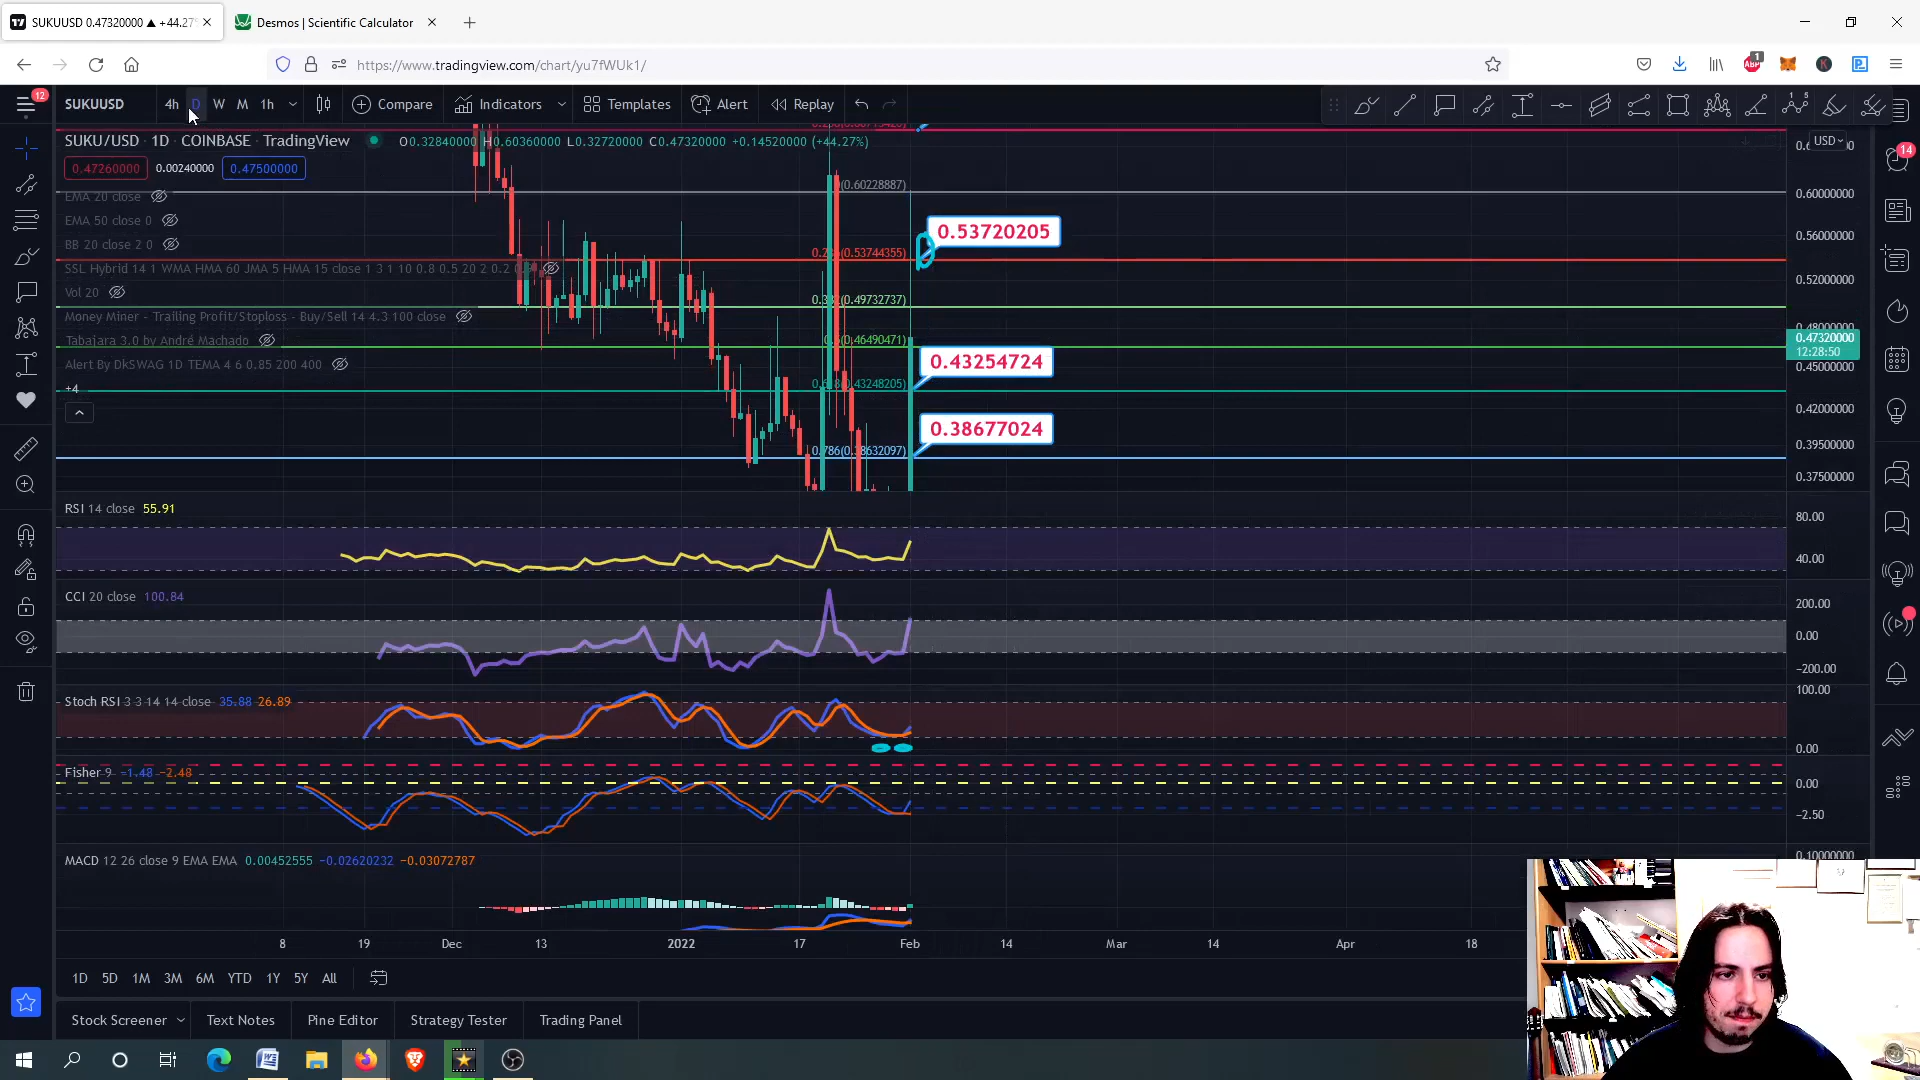 SUKUUSD 0.47320000 ▲ +44.27
Desmos | Scientific Calculator
https://www.tradingview.com/chart/yu7fWUk1/
1
12
SUKUUSD 4h D W M 1h Compare Indicators Templates Alert Replay
SUKU/USD · 1D · COINBASE · TradingView O0.32840000 H0.60360000 L0.32720000 C0.47320000 +0.14520000 (+44.27%)
USD
14
0.47260000 0.00240000 0.47500000
EMA 20 close
EMA 50 close 0
BB 20 close 2 0
SSL Hybrid 14 1 WMA HMA 60 JMA 5 HMA 15 close 1 3 1 10 0.8 0.5 20 2 0.2
Vol 20
Money Miner - Trailing Profit/Stoploss - Buy/Sell 14 4.3 100 close
Tabajara 3.0 by André Machado
Alert By DkSWAG 1D TEMA 4 6 0.85 200 400
+4
(0.60228887)
(0.53744355)
(0.49732737)
(0.46490471)
(0.43248205)
0.786(0.38632097)
0.53720205
0.43254724
0.38677024
0.60000000
0.56000000
0.52000000
0.48000000
0.47320000
12:28:50
0.45000000
0.42000000
0.39500000
0.37500000
RSI 14 close 55.91
80.00
40.00
CCI 20 close 100.84
200.00
0.00
−200.00
Stoch RSI 3 3 14 14 close 35.88 26.89
100.00
0.00
Fisher 9 −1.48 −2.48
0.00
−2.50
MACD 12 26 close 9 EMA EMA 0.00452555 −0.02620232 −0.03072787
0.10000000
8 19 Dec 13 2022 17 Feb 14 Mar 14 Apr 18
1D 5D 1M 3M 6M YTD 1Y 5Y All
Stock Screener Text Notes Pine Editor Strategy Tester Trading Panel